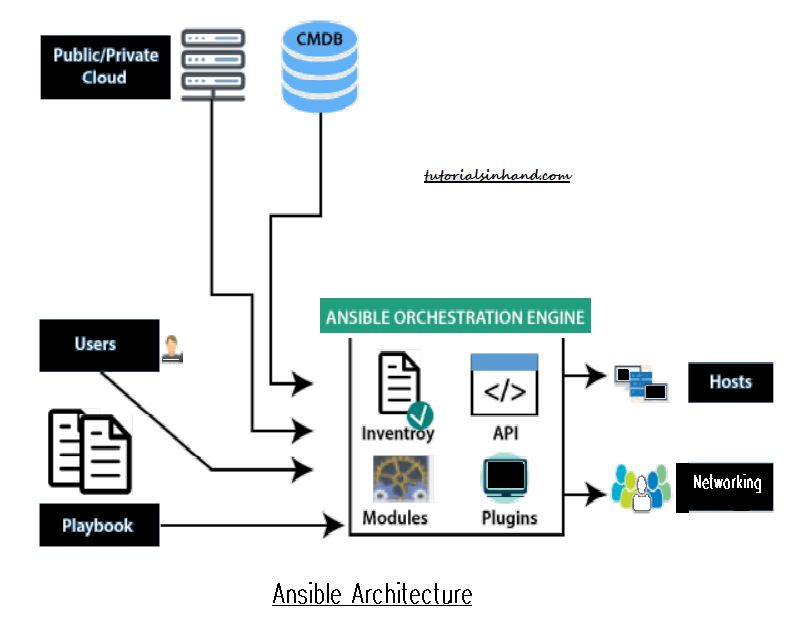 Public/Private
Cloud
CMDB
tutorialsinhand.com
ANSIBLE ORCHESTRATION ENGINE
Users
Inventroy
API
Hosts
Modules
Plugins
Networking
Playbook
Ansible Architecture